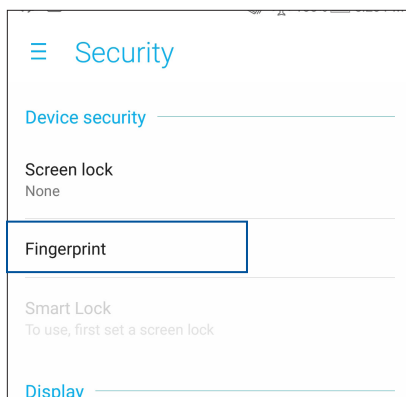 Security
Device security
Screen lock
None
Fingerprint
Smart Lock
To use, first set a screen lock
Display